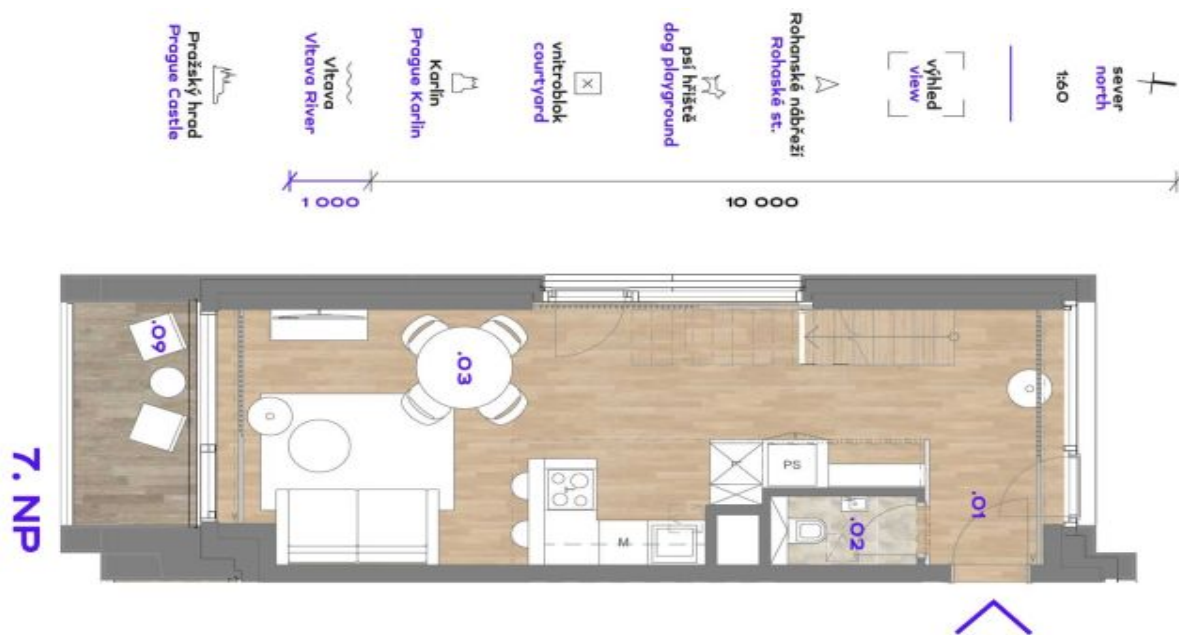 sever
north
1:60
výhled
view
Rohanské nábřeží
Rohaské st.
psí hřiště
dog playground
vnitroblok
courtyard
Karlín
Prague Karlin
Vltava
Vltava River
Pražský hrad
Prague Castle
1 000
10 000
.09
.03
PS
M
.02
.01
7. NP